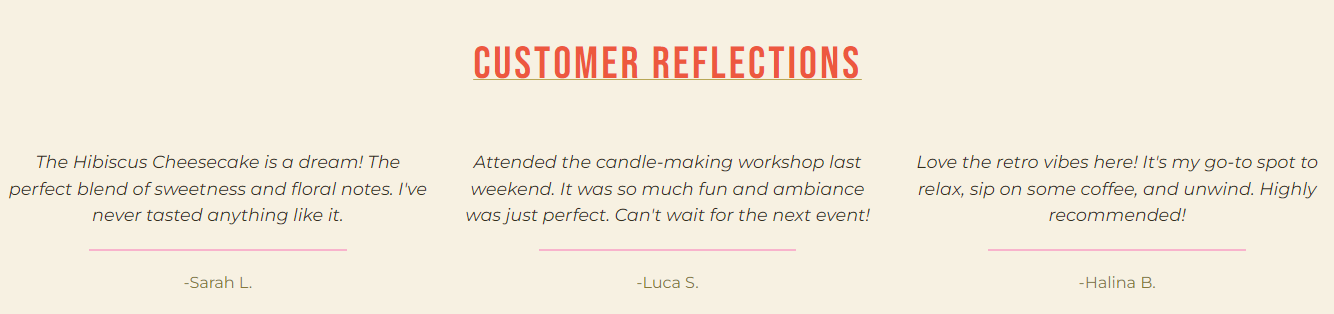 CUSTOMER REFLECTIONS
The Hibiscus Cheesecake is a dream! The
perfect blend of sweetness and floral notes. I've
never tasted anything like it.
-Sarah L.
Attended the candle-making workshop last
weekend. It was so much fun and ambiance
was just perfect. Can't wait for the next event!
-Luca S.
Love the retro vibes here! It's my go-to spot to
relax, sip on some coffee, and unwind. Highly
recommended!
-Halina B.